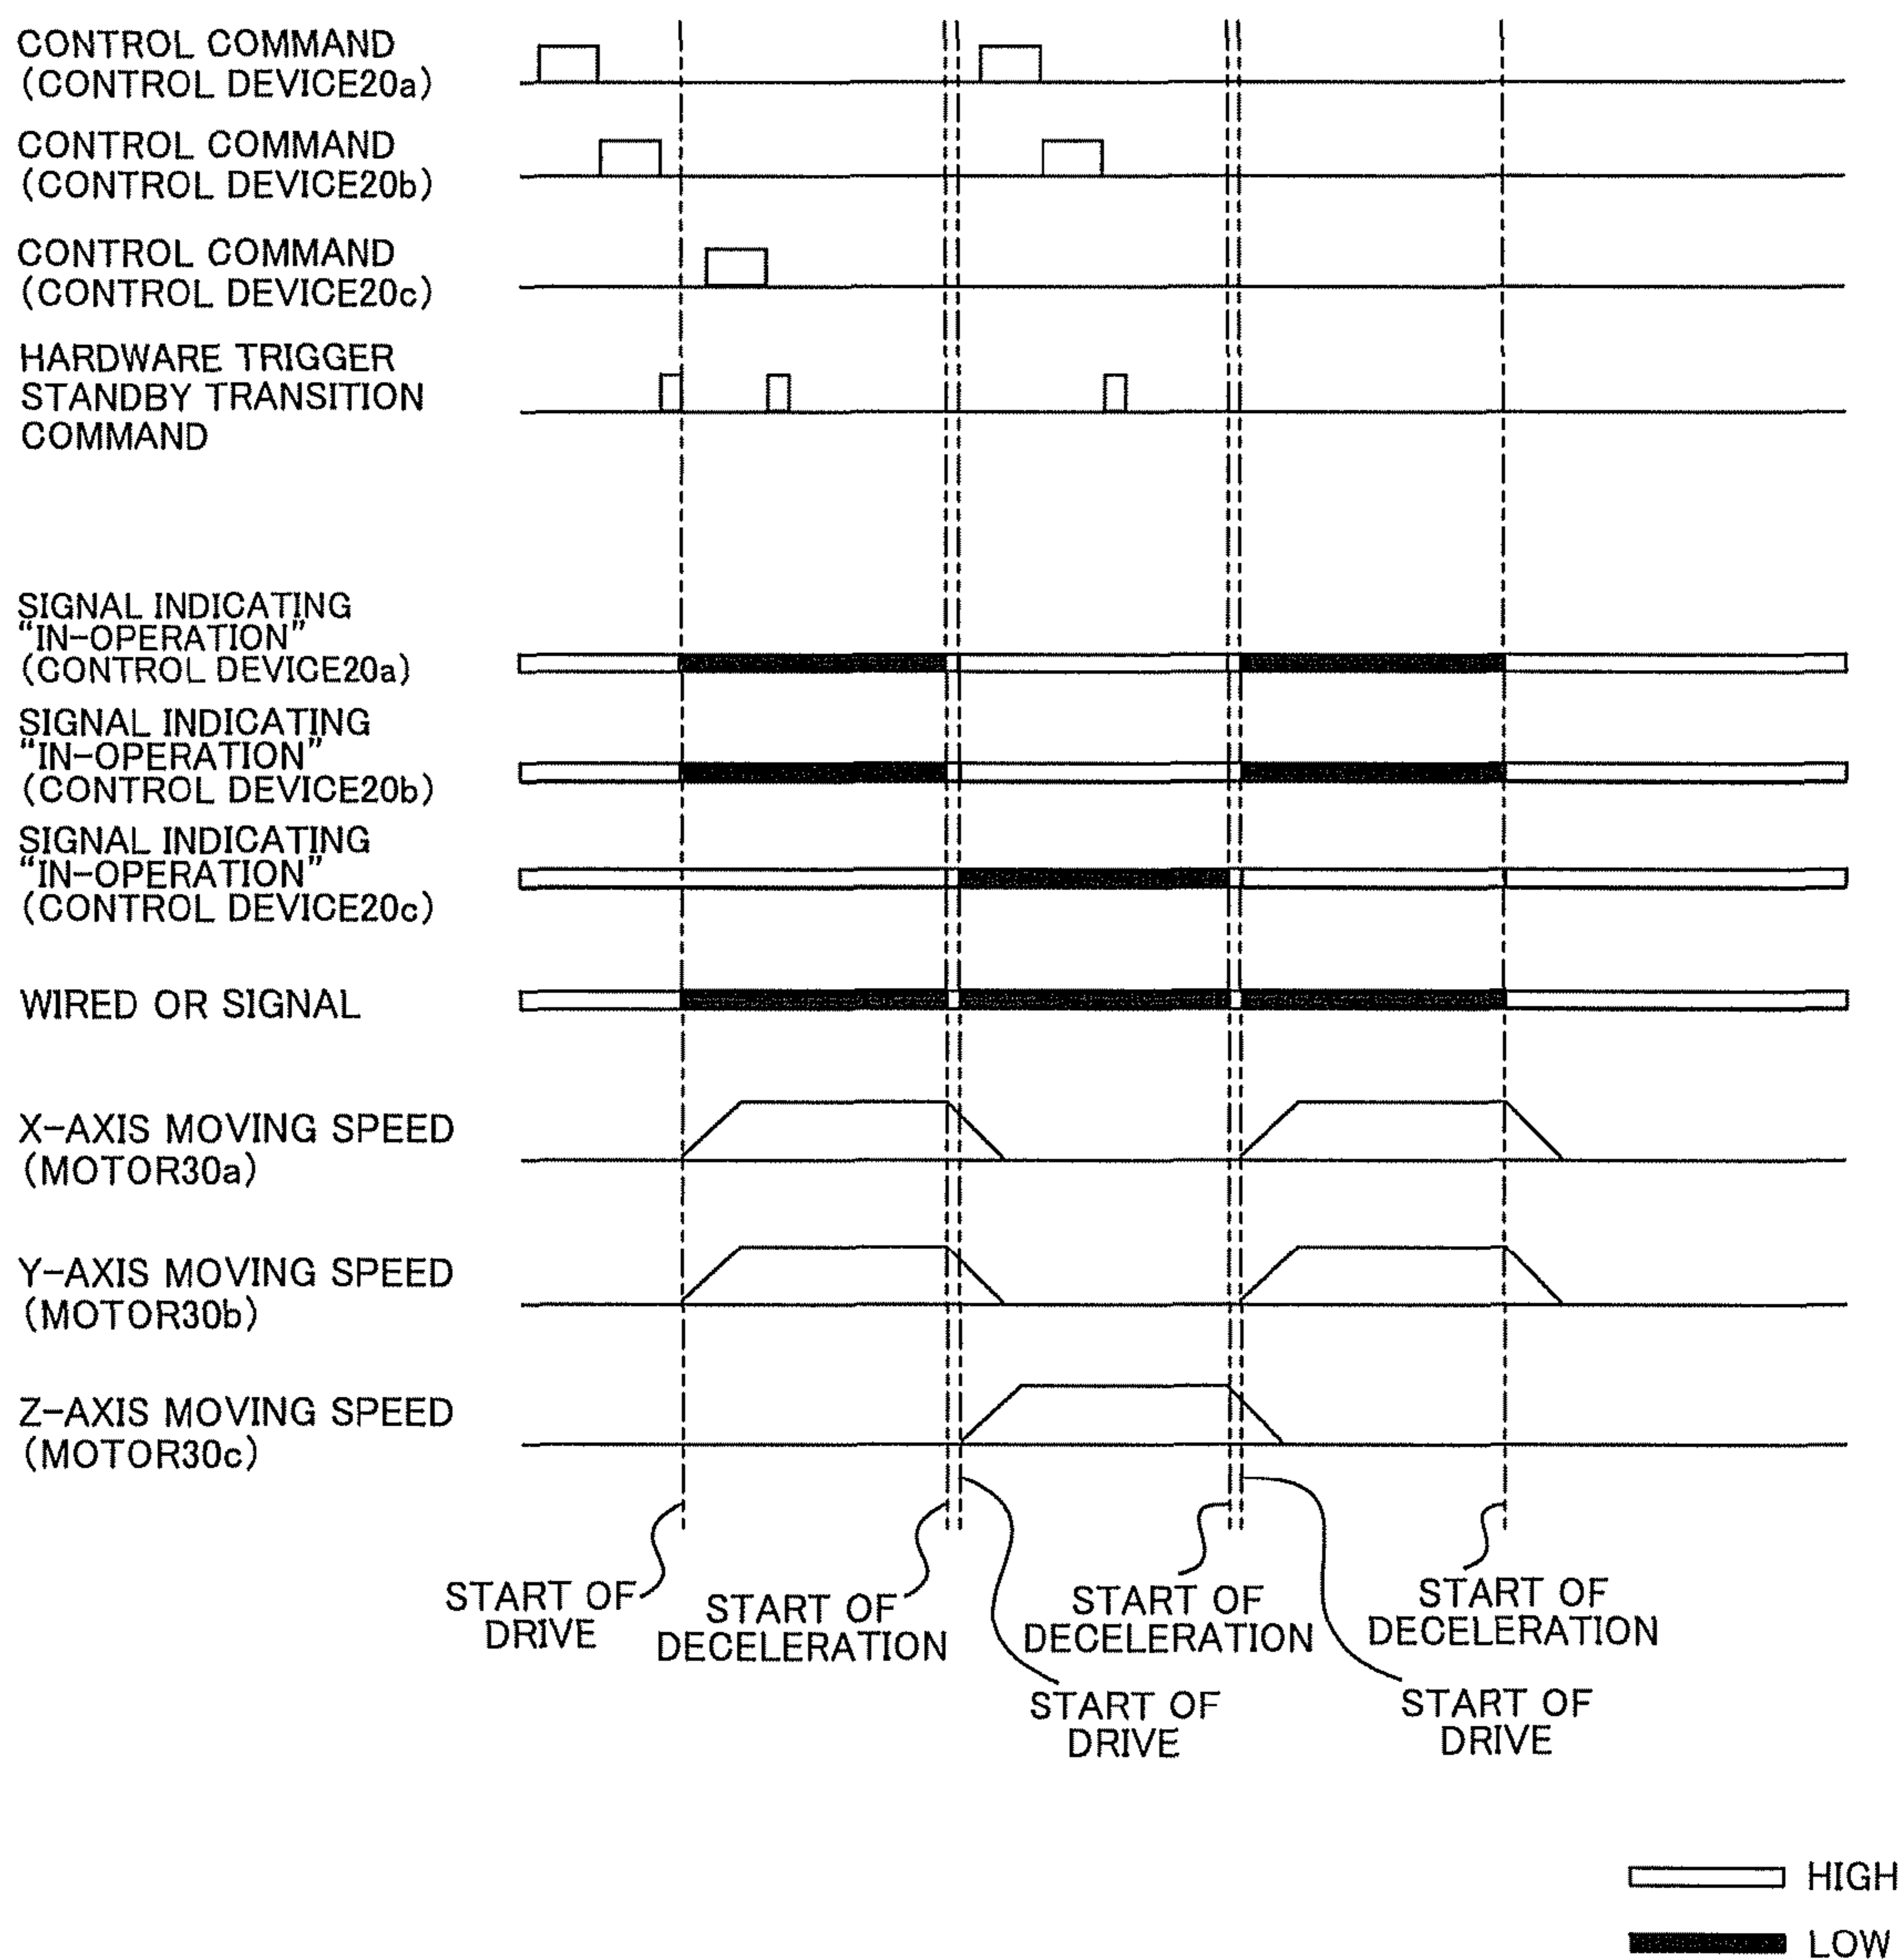 CONTROL COMMAND
(CONTROL DEVICE20a)
CONTROL COMMAND
(CONTROL DEVICE20b)
CONTROL COMMAND
(CONTROL DEVICE20c)
HARDWARE TRIGGER
STANDBY TRANSITION
COMMAND
SIGNAL INDICATING
"IN-OPERATION"
(CONTROL DEVICE20a)
SIGNAL INDICATING
"IN-OPERATION"
(CONTROL DEVICE20b)
SIGNAL INDICATING
"IN-OPERATION"
(CONTROL DEVICE20c)
WIRED OR SIGNAL
X-AXIS MOVING SPEED
(MOTOR30a)
Y-AXIS MOVING SPEED
(MOTOR30b)
Z-AXIS MOVING SPEED
(MOTOR30c)
START OF
DRIVE
START OF
DECELERATION
START OF
DRIVE
START OF
DECELERATION
START OF
DRIVE
START OF
DECELERATION
HIGH
LOW